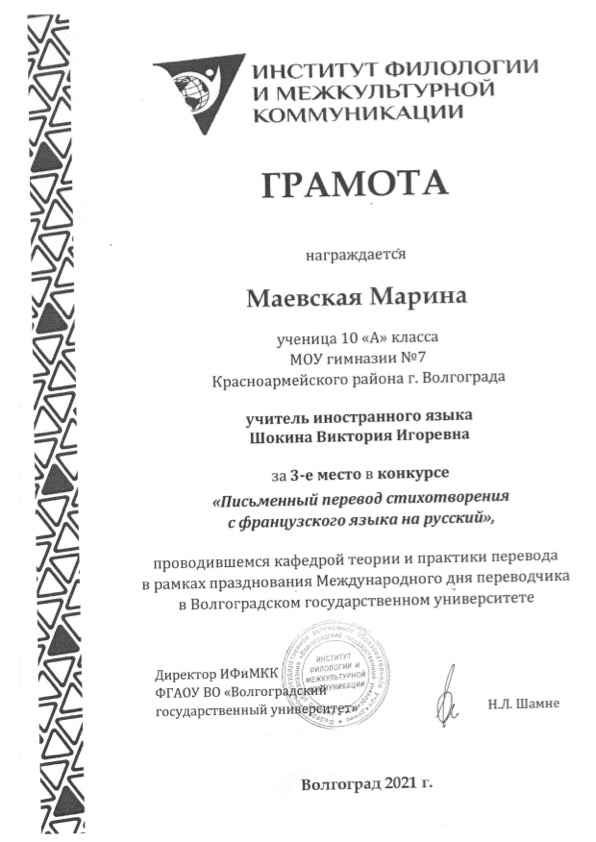 ИНСТИТУТ ФИЛОЛОГИИ
И МЕЖКУЛЬТУРНОЙ
КОММУНИКАЦИИ
ГРАМОТА
награждается
Маевская Марина
ученица 10 «А» класса
МОУ гимназии №7
Красноармейского района г. Волгограда
учитель иностранного языка
Шокина Виктория Игоревна
за 3-е место в конкурсе
«Письменный перевод стихотворения
с французского языка на русский»,
проводившемся кафедрой теории и практики перевода
в рамках празднования Международного дня переводчика
в Волгоградском государственном университете
ИНСТИТУТ
ФИЛОЛОГИИ И
МЕЖКУЛЬТУРНОЙ
КОММУНИКАЦИИ
Директор ИФиМКК
ФГАОУ ВО «Волгоградский
государственный университет»
Н.Л. Шамне
Волгоград 2021 г.